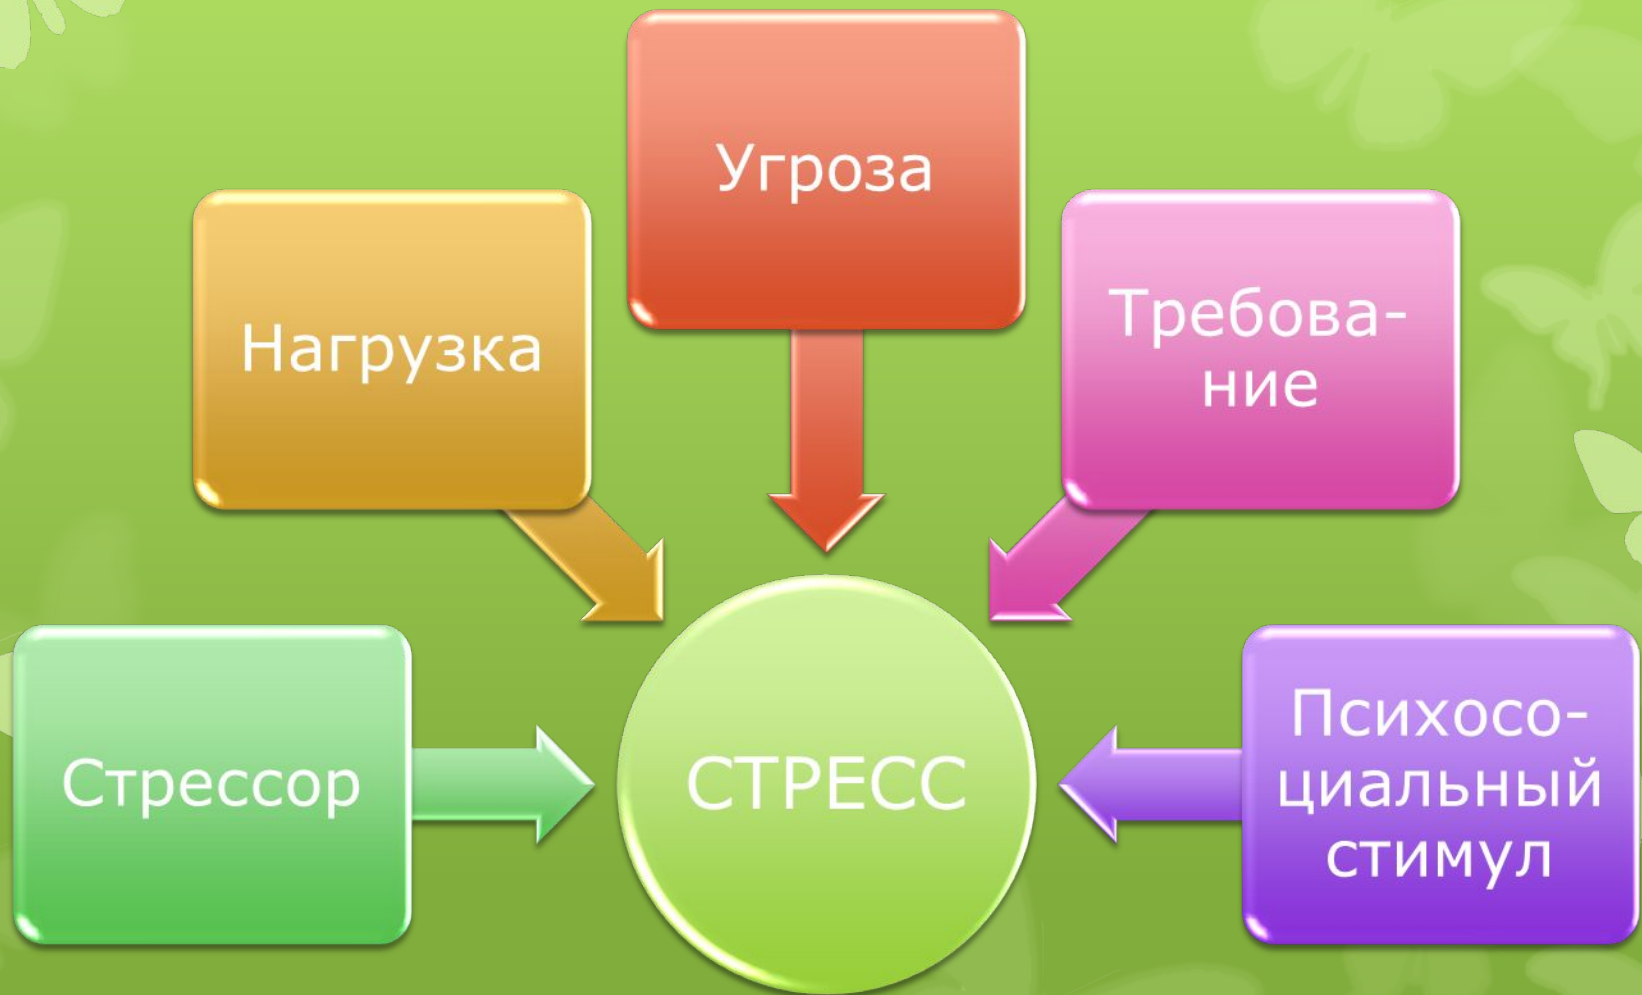 Угроза
Нагрузка
Требова-
ние
Стрессор
СТРЕСС
Психосо-
циальный
стимул